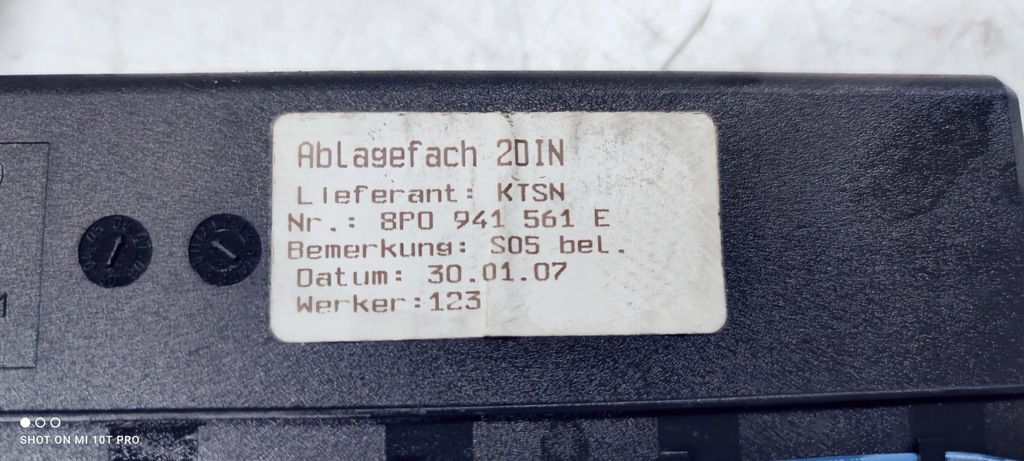 Ablagefach 2DIN
Lieferant: KTSN
Nr.: 8P0 941 561 E
Bemerkung: S05 bel.
Datum: 30.01.07
Werker:123
SHOT ON MI 10T PRO